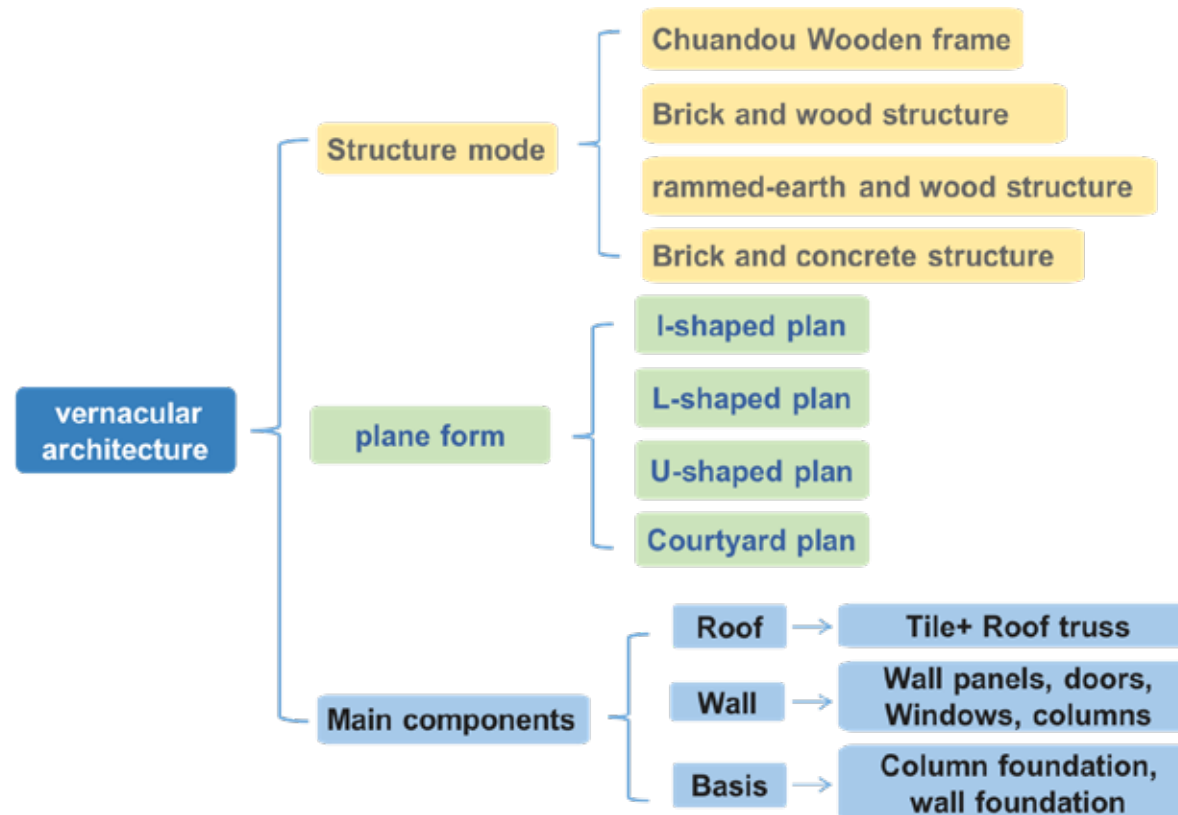 Chuandou Wooden frame
Brick and wood structure
Structure mode
rammed-earth and wood structure
Brick and concrete structure
I-shaped plan
L-shaped plan
vernacular
architecture
plane form
U-shaped plan
Courtyard plan
Roof
Tile+ Roof truss
Main components
Wall
Wall panels, doors,
Windows, columns
Basis
Column foundation,
wall foundation